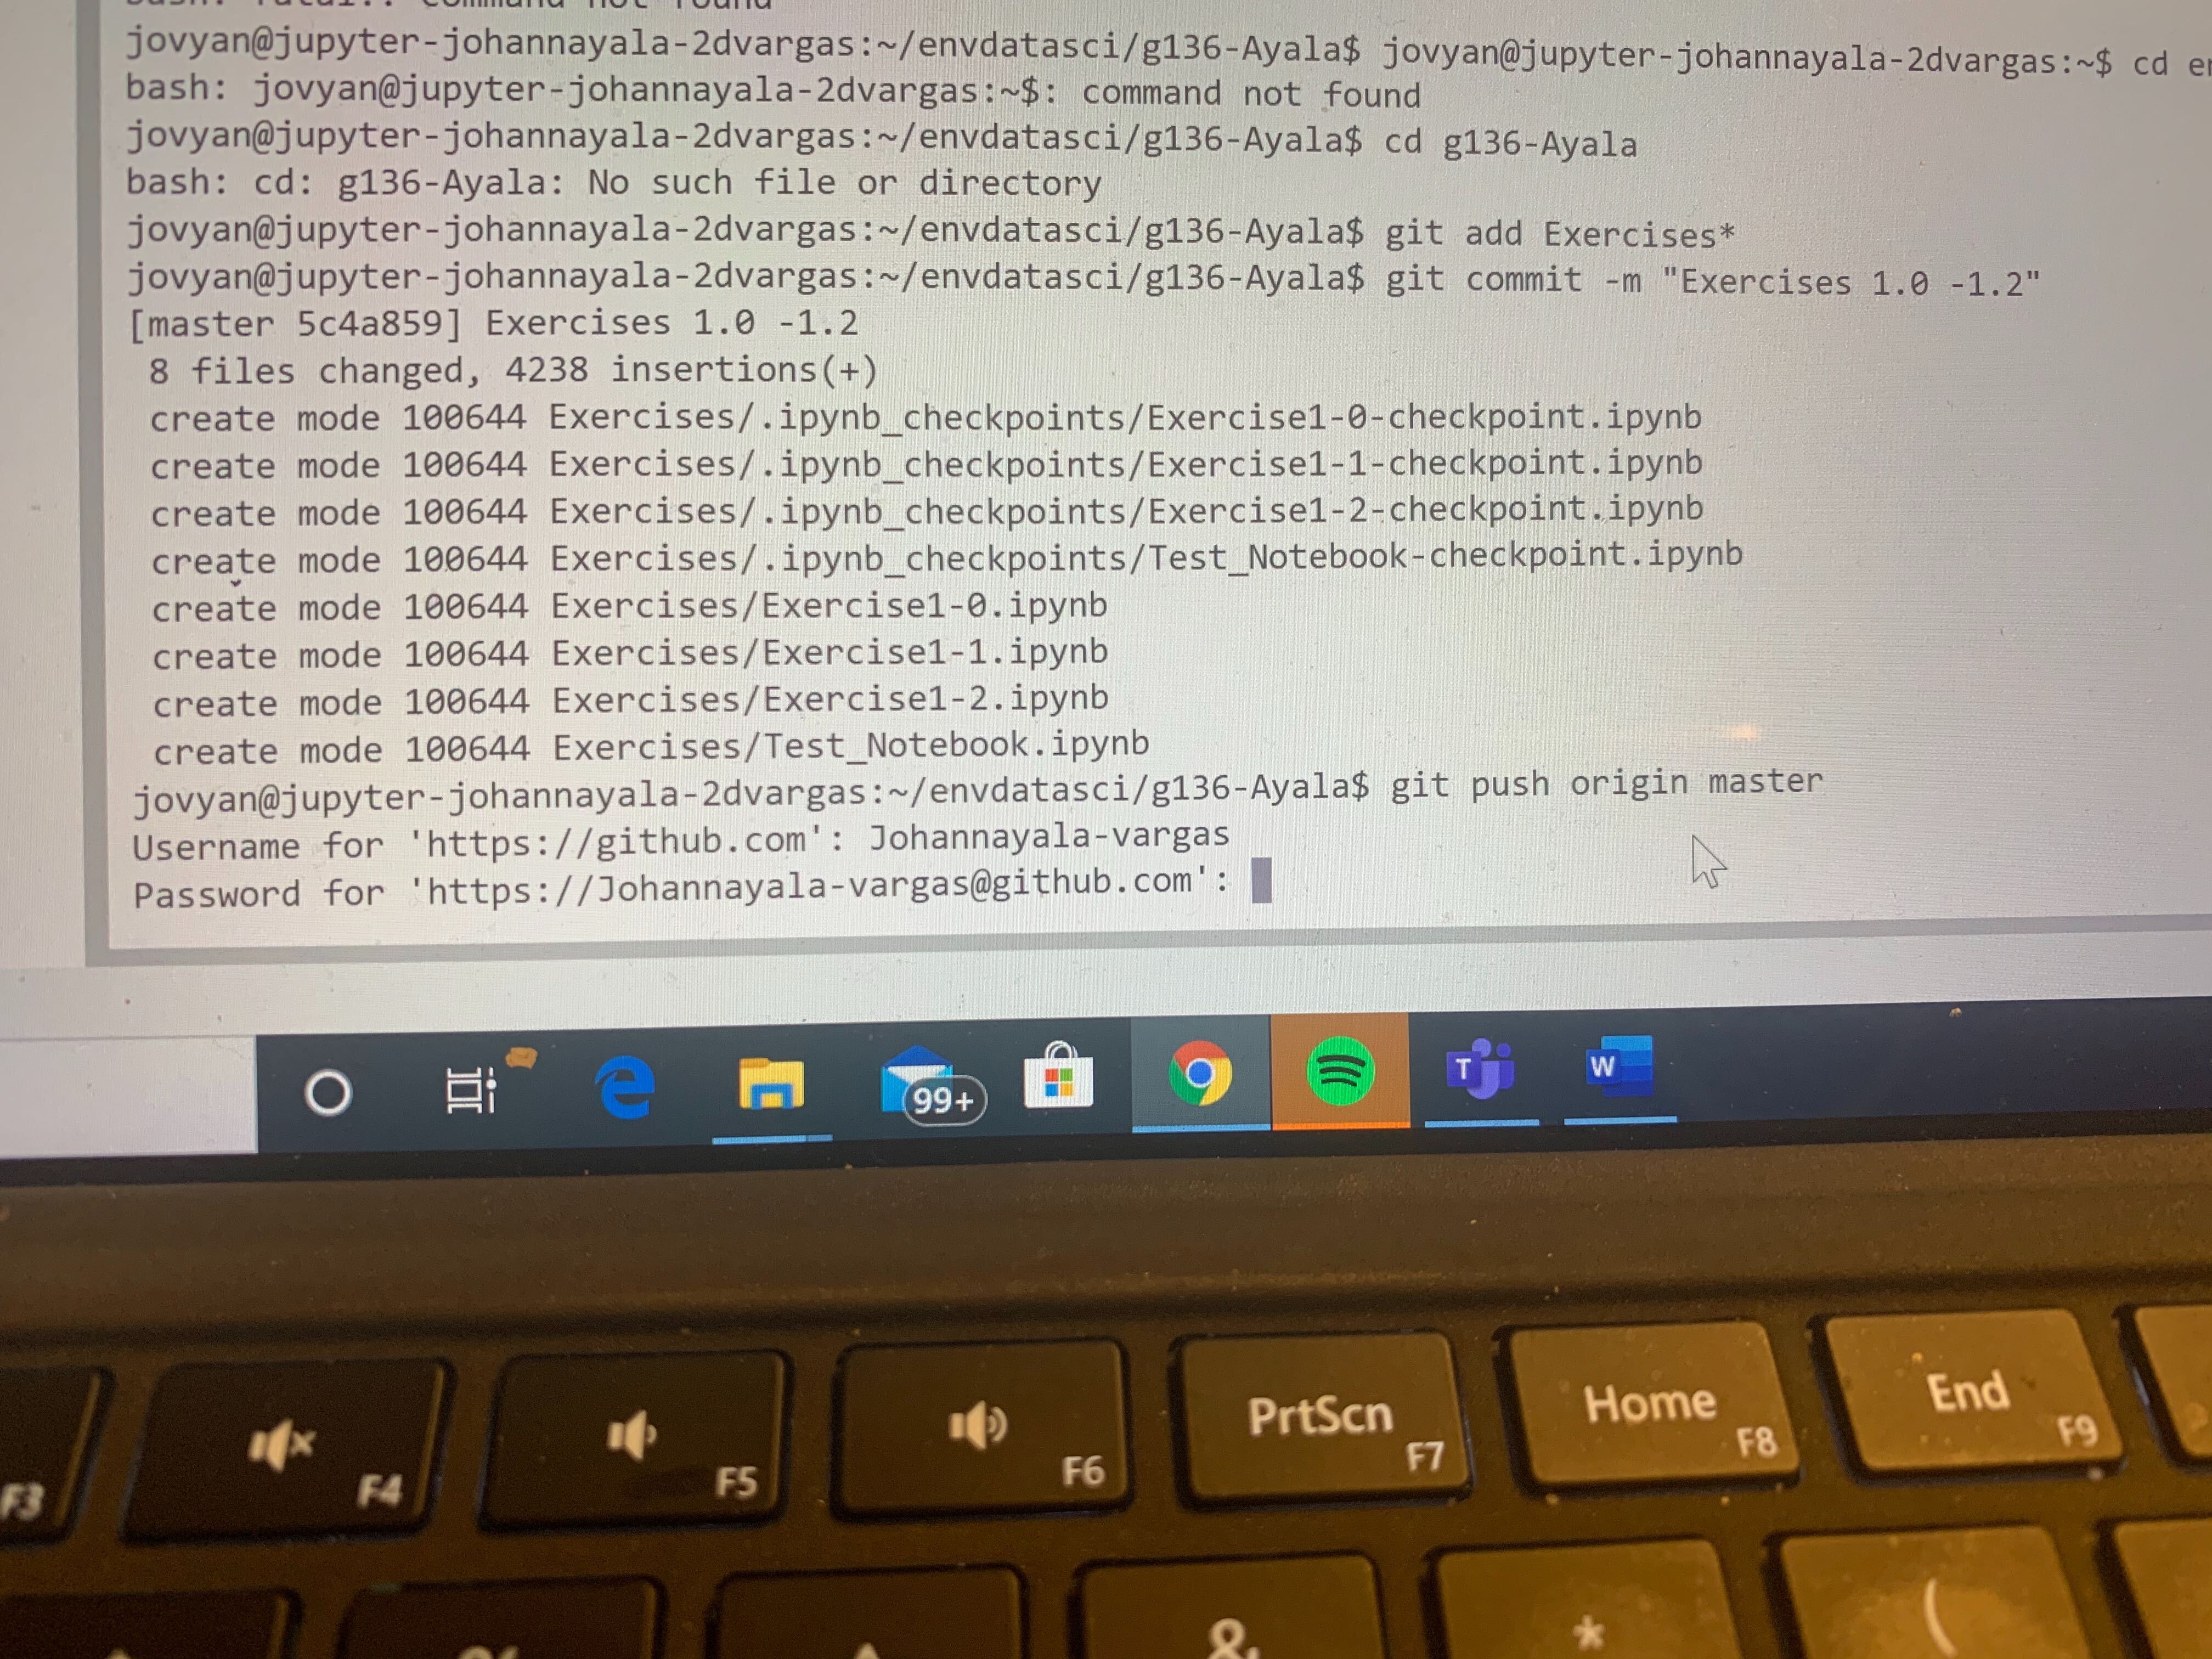 bash: fatal:: command not found
jovyan@jupyter-johannayala-2dvargas:~/envdatasci/g136-Ayala$ jovyan@jupyter-johannayala-2dvargas:~$ cd
bash: jovyan@jupyter-johannayala-2dvargas:~$: command not found
jovyan@jupyter-johannayala-2dvargas:~/envdatasci/g136-Ayala$ cd g136-Ayala
bash: cd: g136-Ayala: No such file or directory
jovyan@jupyter-johannayala-2dvargas:~/envdatasci/g136-Ayala$ git add Exercises*
jovyan@jupyter-johannayala-2dvargas:~/envdatasci/g136-Ayala$ git commit -m "Exercises 1.0 -1.2"
[master 5c4a859] Exercises 1.0 -1.2
8 files changed, 4238 insertions(+)
create mode 100644 Exercises/.ipynb_checkpoints/Exercise1-0-checkpoint.ipynb
create mode 100644 Exercises/.ipynb_checkpoints/Exercise1-1-checkpoint.ipynb
create mode 100644 Exercises/.ipynb_checkpoints/Exercise1-2-checkpoint.ipynb
create mode 100644 Exercises/.ipynb_checkpoints/Test_Notebook-checkpoint.ipynb
create mode 100644 Exercises/Exercise1-0.ipynb
create mode 100644 Exercises/Exercise1-1.ipynb
create mode 100644 Exercises/Exercise1-2.ipynb
create mode 100644 Exercises/Test_Notebook.ipynb
jovyan@jupyter-johannayala-2dvargas:~/envdatasci/g136-Ayala$ git push origin master
Username for 'https://github.com': Johannayala-vargas
Password for 'https://Johannayala-vargas@github.com':
99+
T
W
PrtScn
Home
End
F3
F4
F5
F6
F7
F8
F9
&
*
(